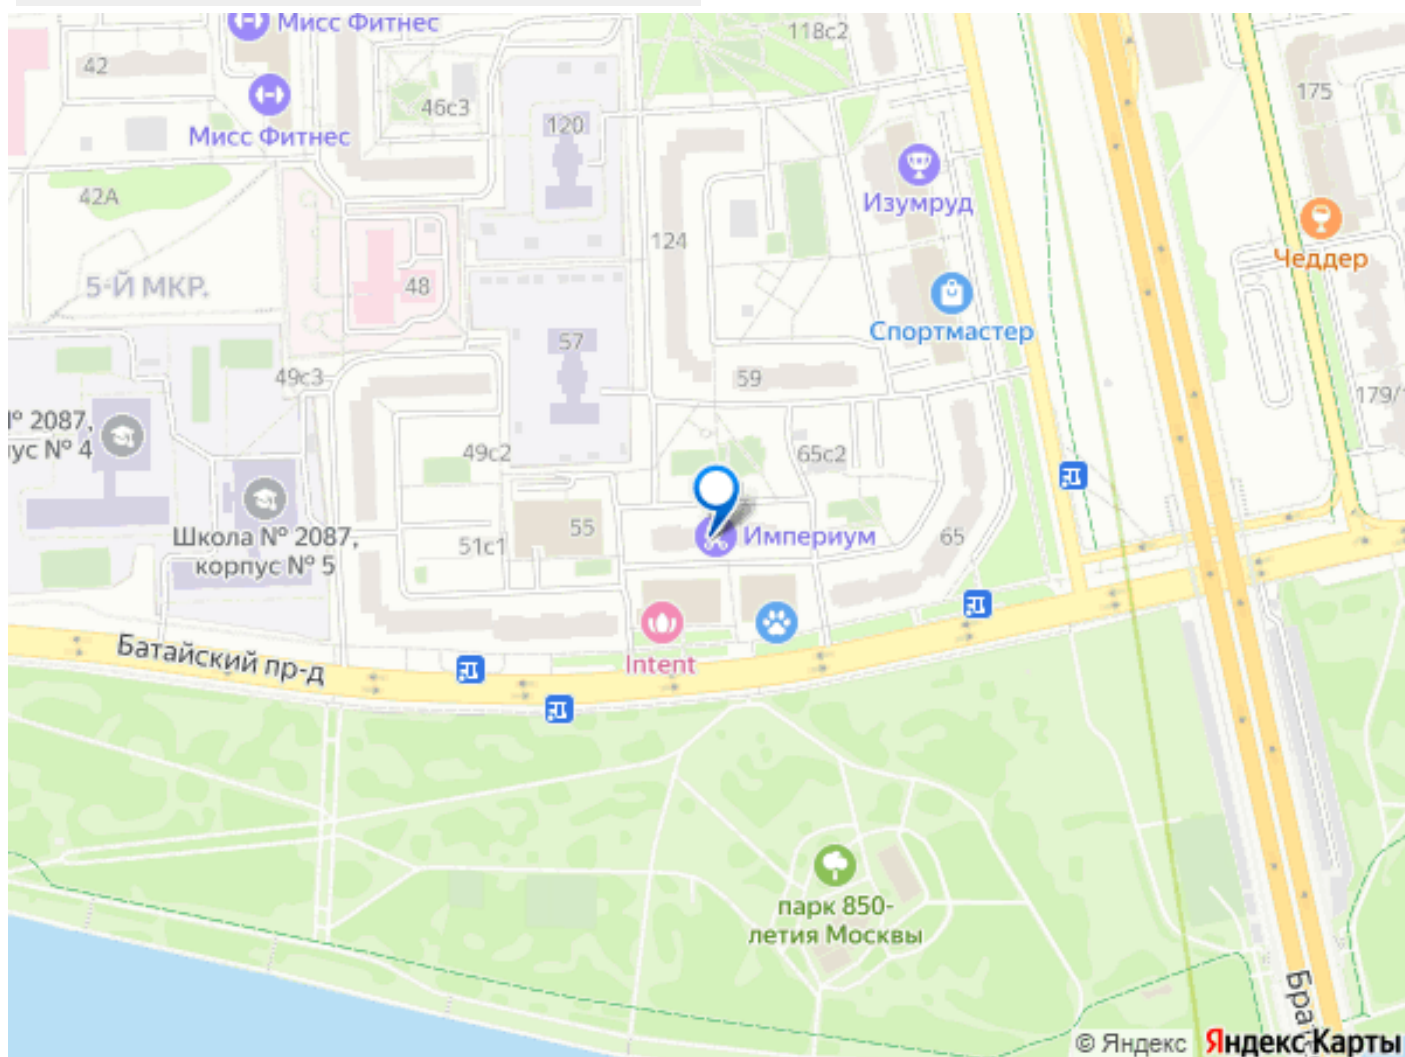 Мисс Фитнес
118с2
42
46с3
175
120
Мисс Фитнес
42А
Изумруд
124
Чеддер
5-Й МКР.
48
Спортмастер
57
49с3
59
№ 2087,
корпус № 4
49с2
65с2
Школа № 2087,
корпус № 5
51с1
55
Империум
65
Батайский пр-д
Intent
парк 850-
летия Москвы
© Яндекс
Яндекс Карты